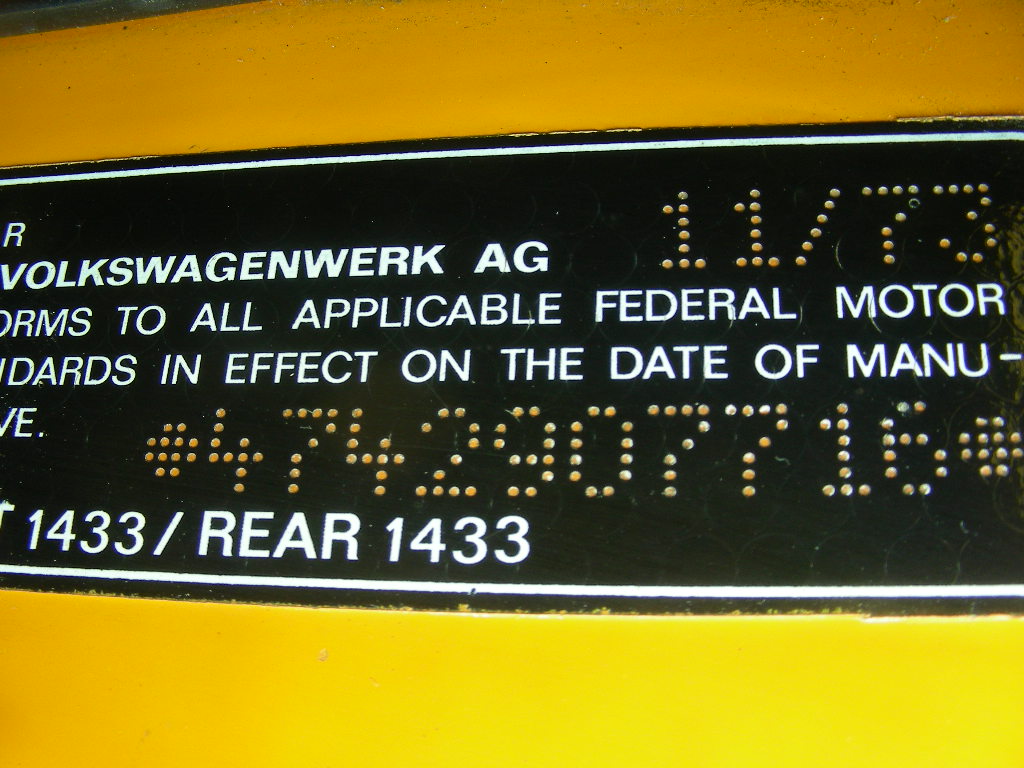 R
11/73
VOLKSWAGENWERK AG
ORMS TO ALL APPLICABLE FEDERAL MOTOR
NDARDS IN EFFECT ON THE DATE OF MANU-
VE.
*4742907716*
T 1433/ REAR 1433